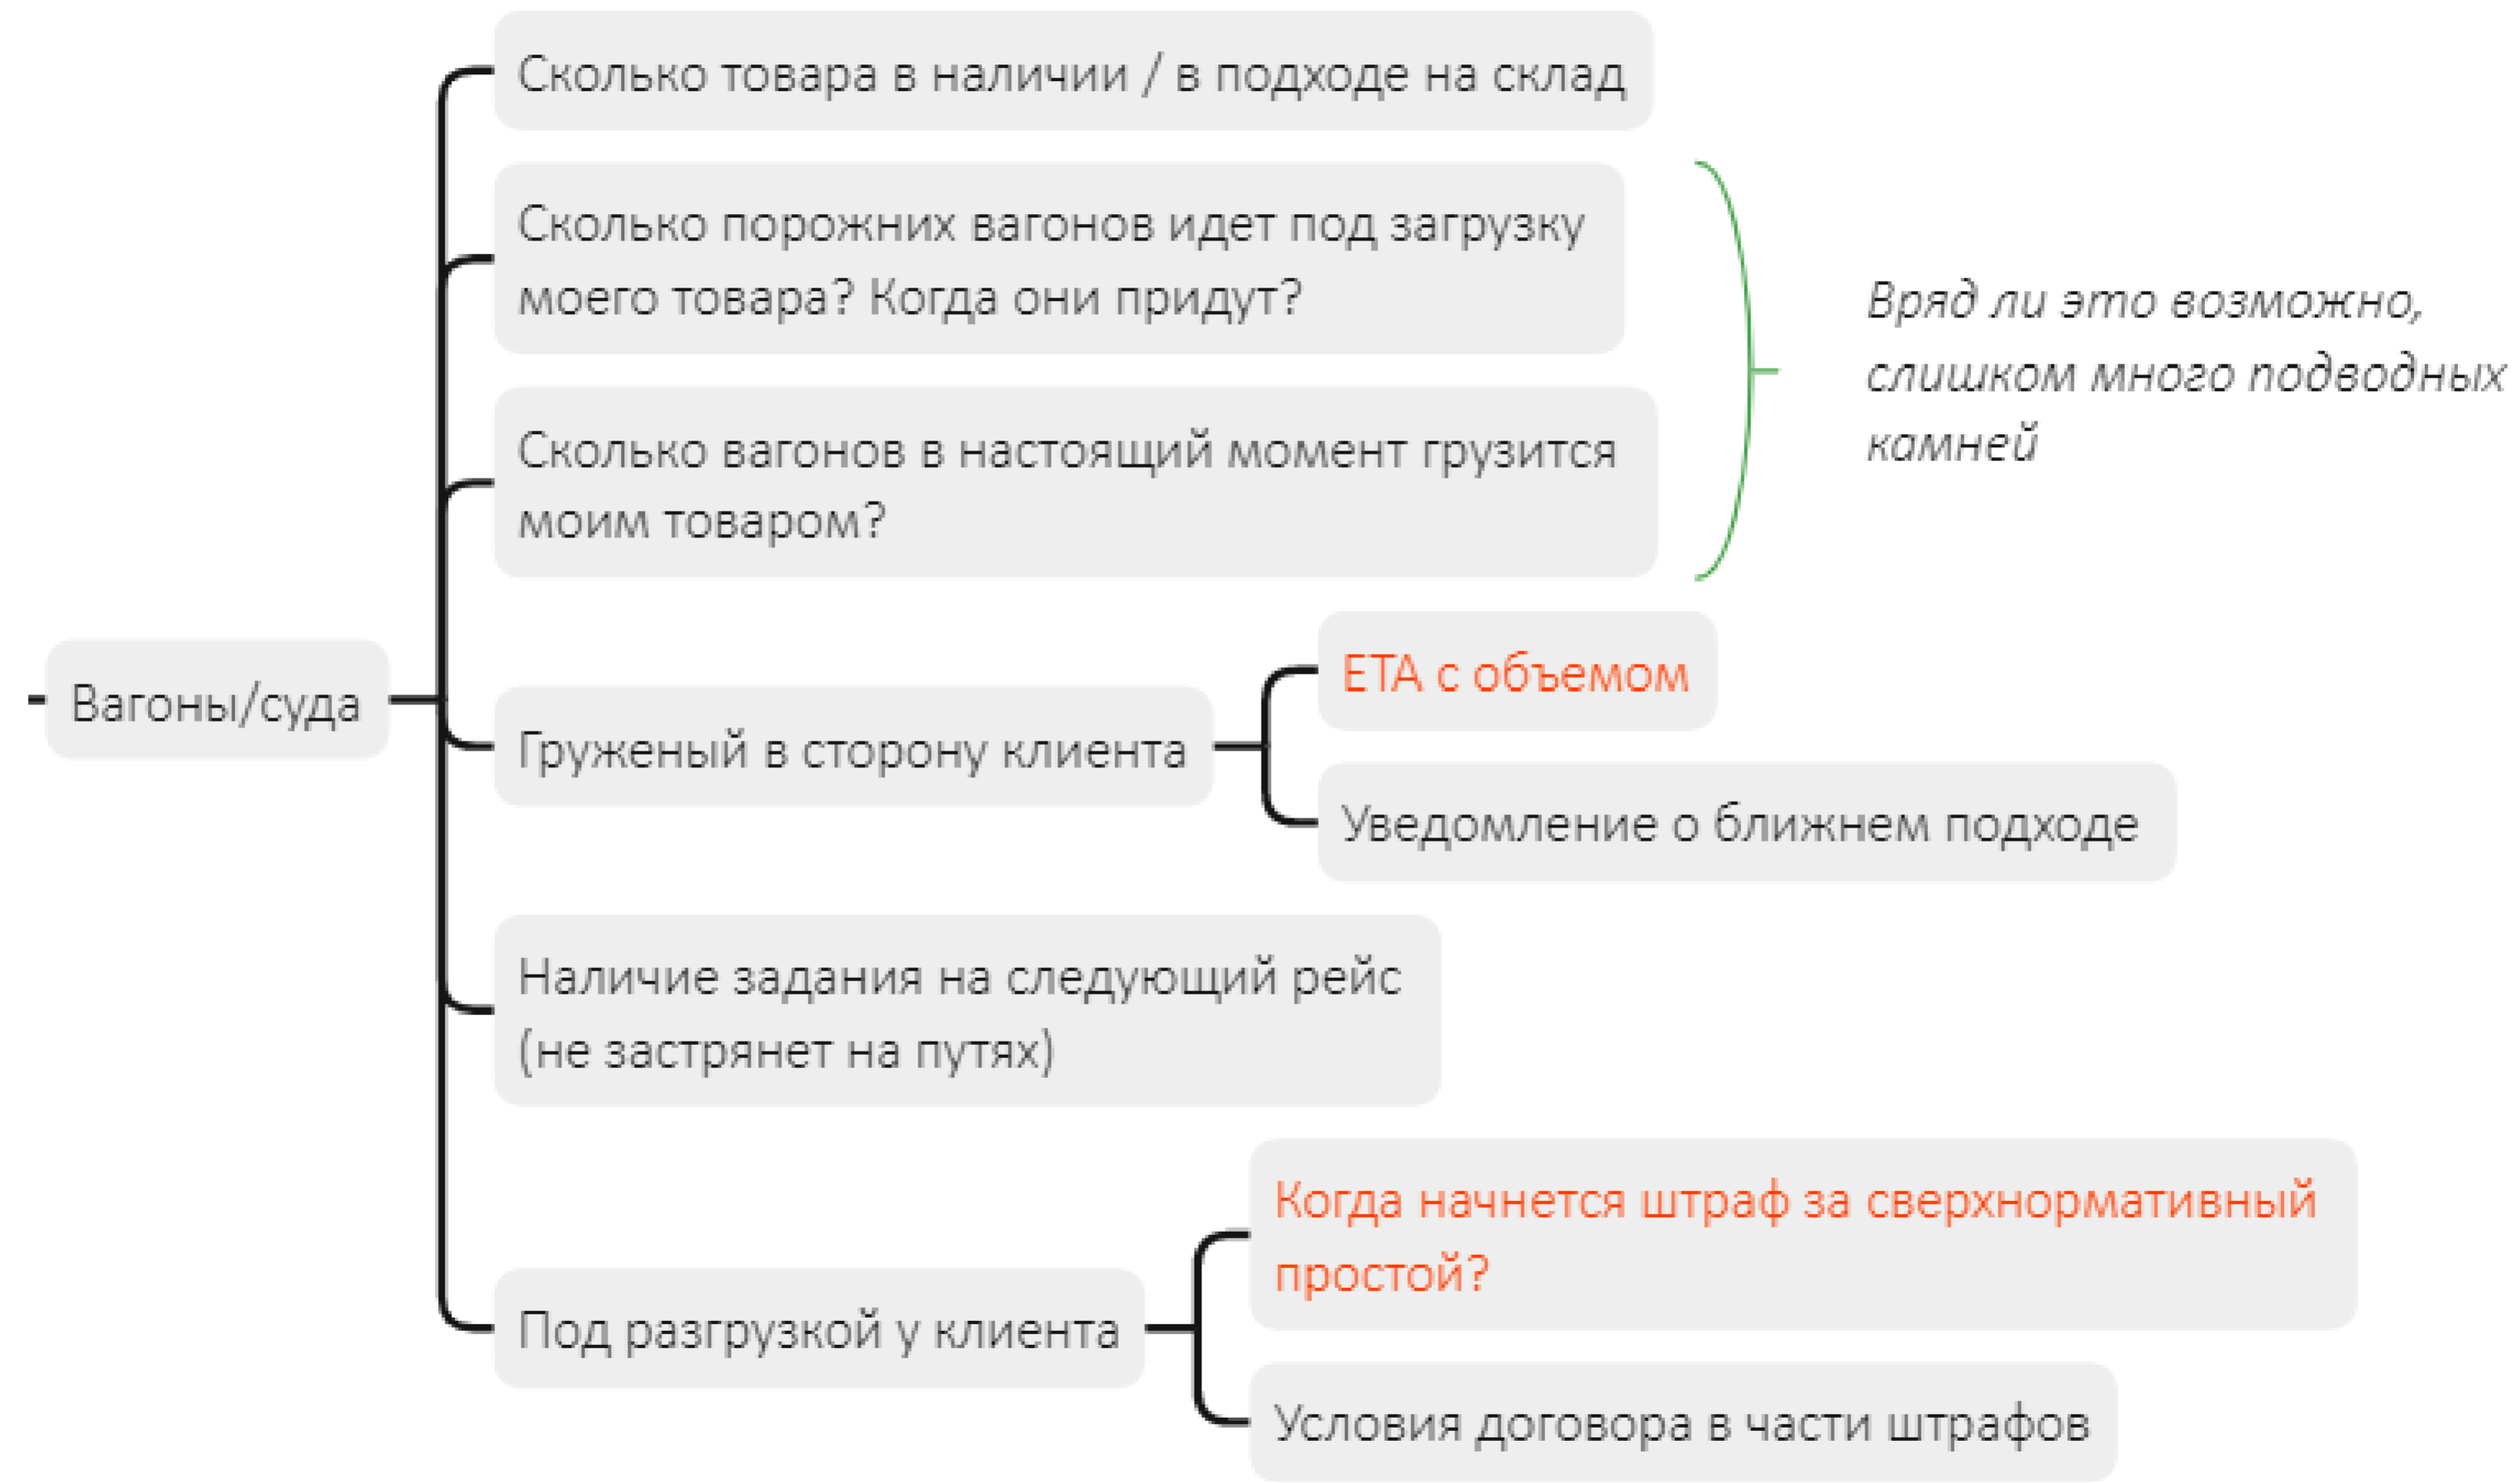 Сколько товара в наличии / в подходе на склад
Сколько порожних вагонов идет под загрузку
моего товара? Когда они придут?
Вряд ли это возможно,
слишком много подводных
камней
Сколько вагонов в настоящий момент грузится
моим товаром?
Вагоны/суда
Груженый в сторону клиента
ETA с объемом
Уведомление о ближнем подходе
Наличие задания на следующий рейс
(не застрянет на путях)
Под разгрузкой у клиента
Когда начнется штраф за сверхнормативный
простой?
Условия договора в части штрафов